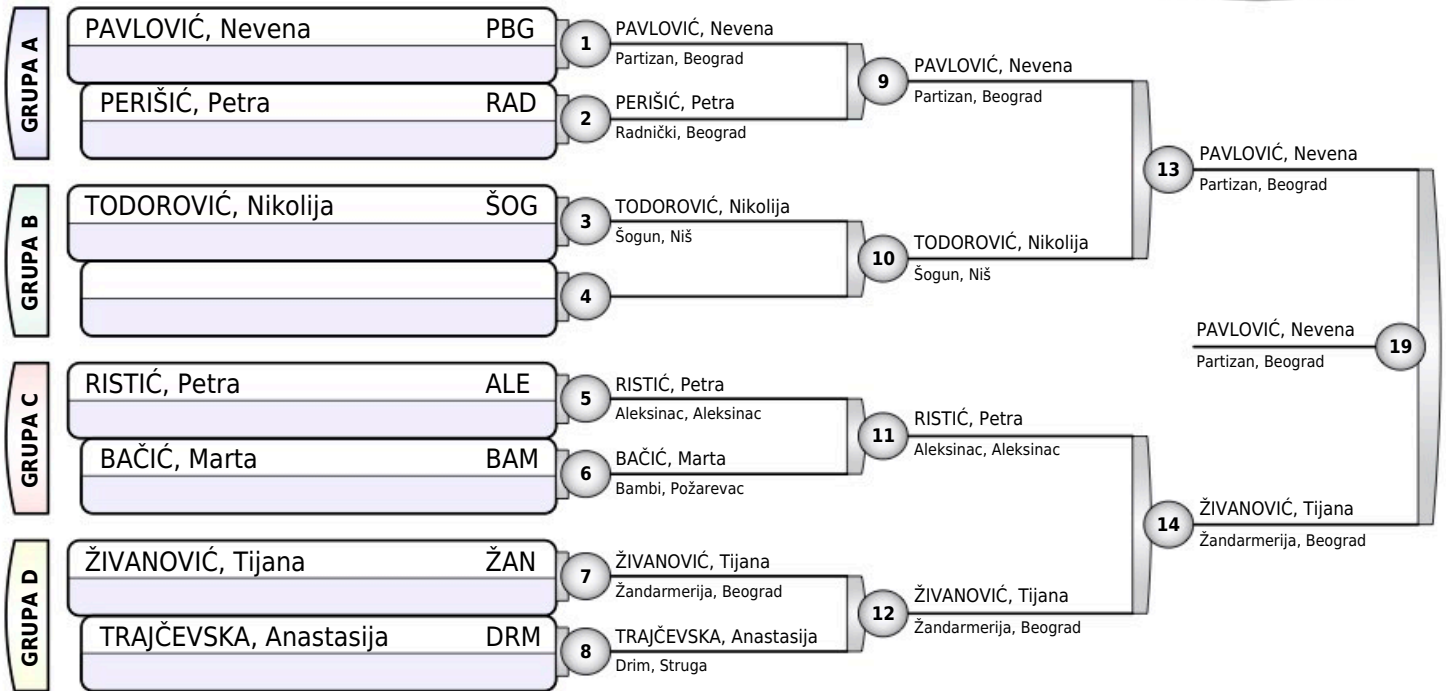 GRUPA A
PAVLOVIĆ, Nevena PBG
PERIŠIĆ, Petra RAD
1
PAVLOVIĆ, Nevena
Partizan, Beograd
2
PERIŠIĆ, Petra
Radnički, Beograd
9
PAVLOVIĆ, Nevena
Partizan, Beograd
GRUPA B
TODOROVIĆ, Nikolija ŠOG
3
TODOROVIĆ, Nikolija
Šogun, Niš
4
10
TODOROVIĆ, Nikolija
Šogun, Niš
13
PAVLOVIĆ, Nevena
Partizan, Beograd
GRUPA C
RISTIĆ, Petra ALE
BAČIĆ, Marta BAM
5
RISTIĆ, Petra
Aleksinac, Aleksinac
6
BAČIĆ, Marta
Bambi, Požarevac
11
RISTIĆ, Petra
Aleksinac, Aleksinac
GRUPA D
ŽIVANOVIĆ, Tijana ŽAN
TRAJČEVSKA, Anastasija DRM
7
ŽIVANOVIĆ, Tijana
Žandarmerija, Beograd
8
TRAJČEVSKA, Anastasija
Drim, Struga
12
ŽIVANOVIĆ, Tijana
Žandarmerija, Beograd
14
ŽIVANOVIĆ, Tijana
Žandarmerija, Beograd
PAVLOVIĆ, Nevena
Partizan, Beograd
19